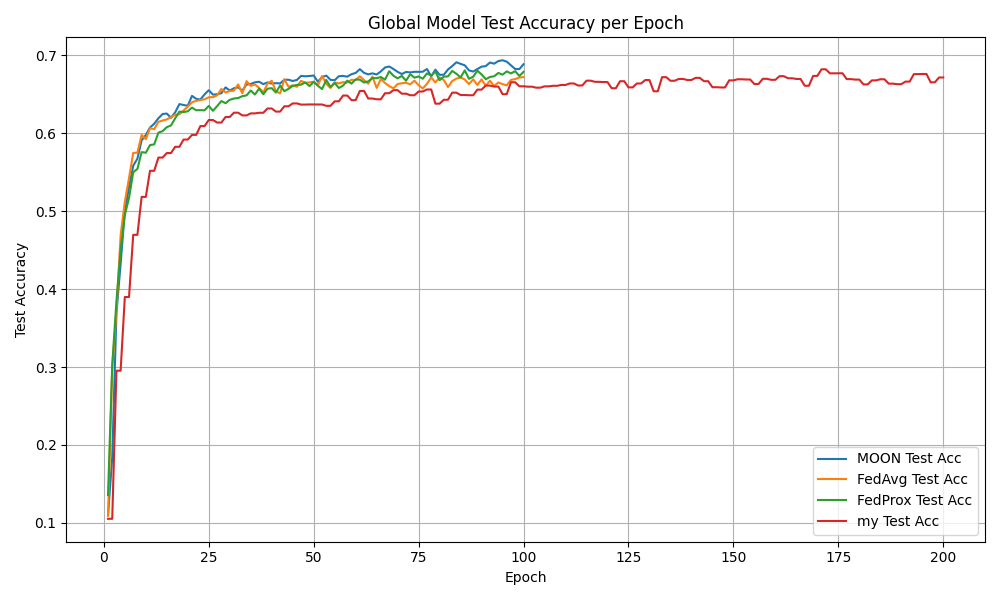 Global Model Test Accuracy per Epoch
Test Accuracy
0.7
0.6
0.5
0.4
0.3
0.2
0.1
MOON Test Acc
FedAvg Test Acc
FedProx Test Acc
my Test Acc
0 25 50 75 100 125 150 175 200
Epoch